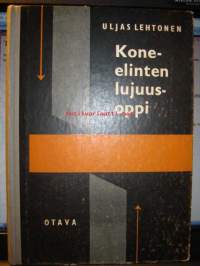 ULJAS LEHTONEN
Kone-
elinten
lujuus-
oppi
OTAVA